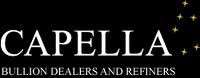 CAPELLA
BULLION DEALERS AND REFINERS